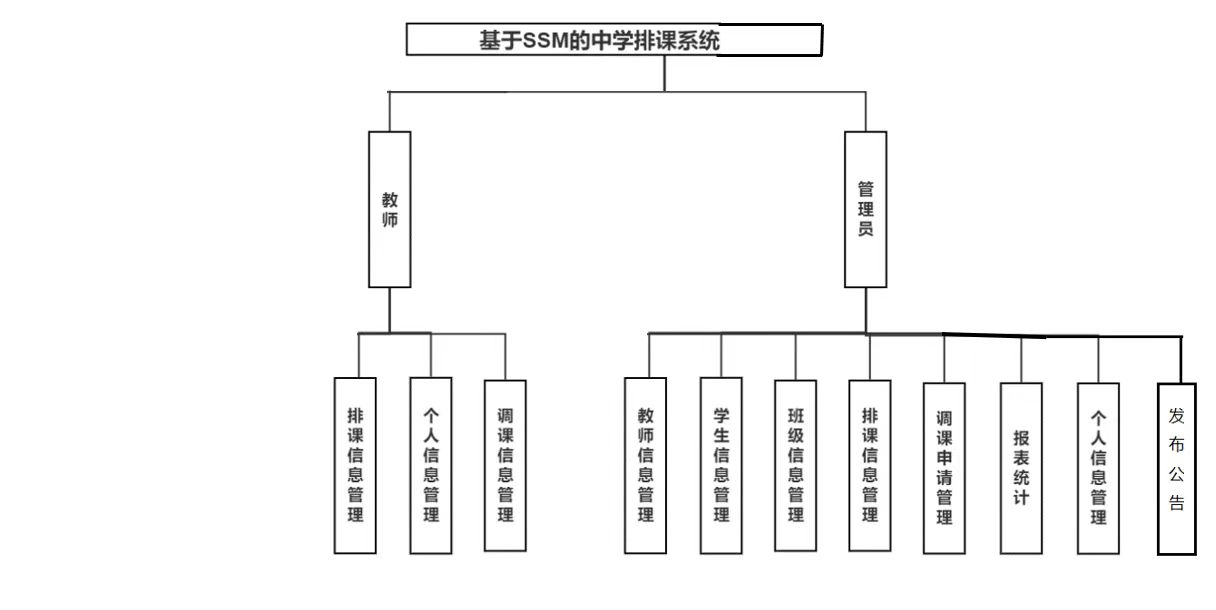 基于SSM的中学排课系统
教师
管理员
排课信息管理
个人信息管理
调课信息管理
教师信息管理
学生信息管理
班级信息管理
排课信息管理
调课申请管理
报表统计
个人信息管理
发布公告